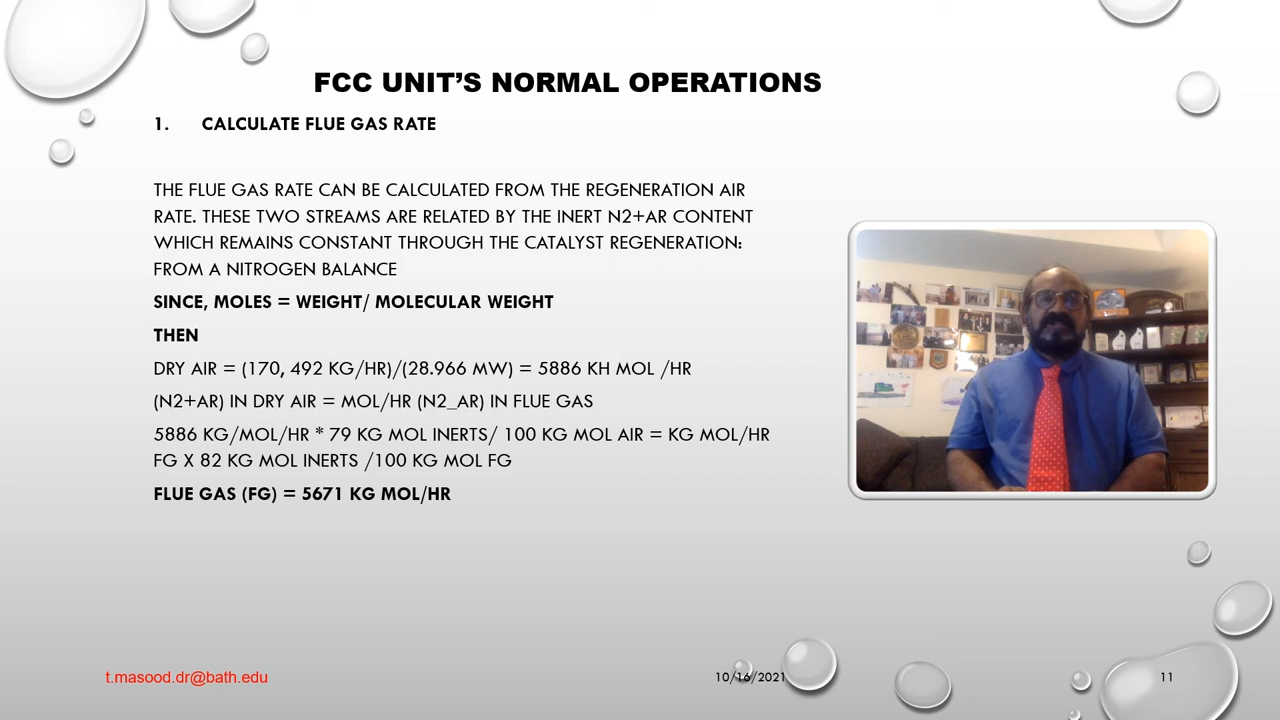 FCC UNIT’S NORMAL OPERATIONS
1. CALCULATE FLUE GAS RATE
THE FLUE GAS RATE CAN BE CALCULATED FROM THE REGENERATION AIR
RATE. THESE TWO STREAMS ARE RELATED BY THE INERT N2+AR CONTENT
WHICH REMAINS CONSTANT THROUGH THE CATALYST REGENERATION:
FROM A NITROGEN BALANCE
SINCE, MOLES = WEIGHT/ MOLECULAR WEIGHT
THEN
DRY AIR = (170, 492 KG/HR)/(28.966 MW) = 5886 KH MOL /HR
(N2+AR) IN DRY AIR = MOL/HR (N2_AR) IN FLUE GAS
5886 KG/MOL/HR * 79 KG MOL INERTS/ 100 KG MOL AIR = KG MOL/HR
FG X 82 KG MOL INERTS /100 KG MOL FG
FLUE GAS (FG) = 5671 KG MOL/HR
t.masood.dr@bath.edu
10/16/2021
11